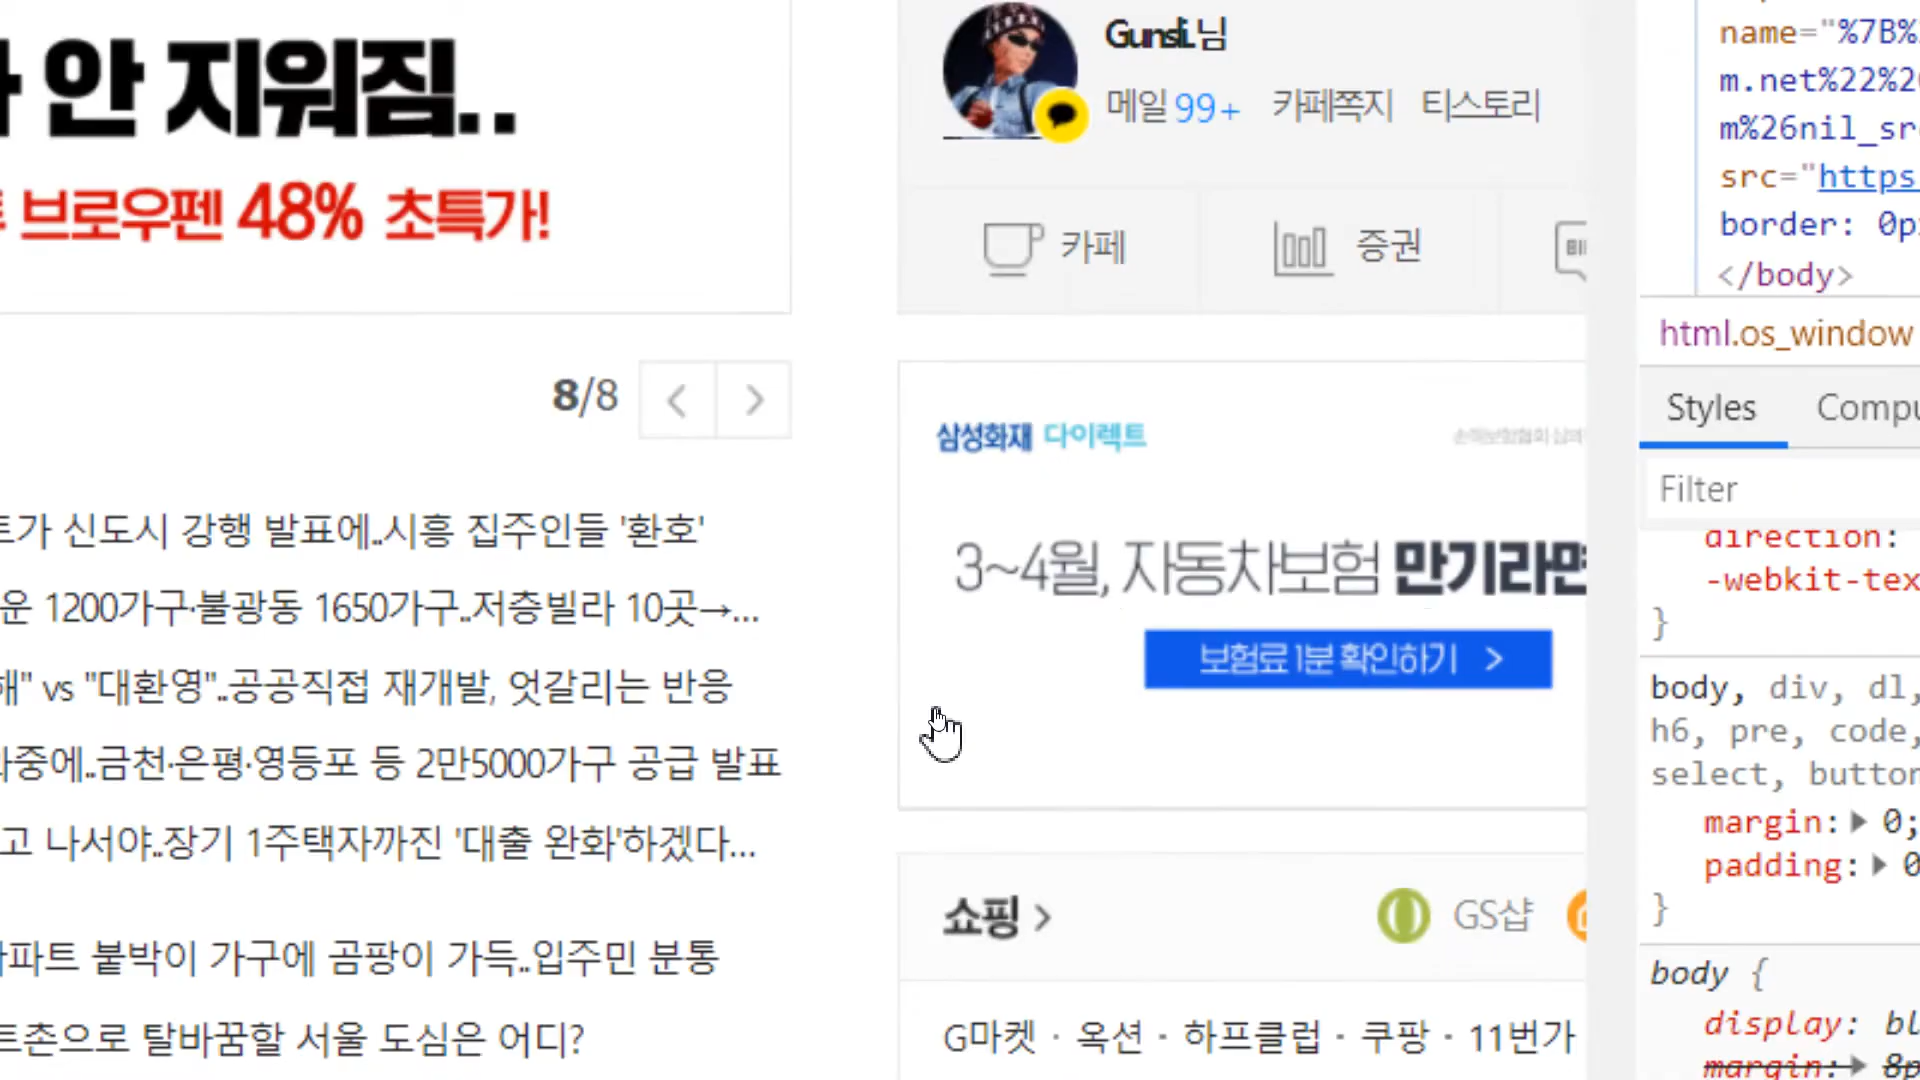 안 지워짐..
브로우펜 48% 초특가!
8/8
신도시 강행 발표에..시흥 집주인들 '환호'
운 1200가구·불광동 1650가구..저층빌라 10곳→...
해" vs "대환영"..공공직접 재개발, 엇갈리는 반응
중에..금천·은평·영등포 등 2만5000가구 공급 발표
고 나서야..장기 1주택자까진 '대출 완화'하겠다...
파트 붙박이 가구에 곰팡이 가득..입주민 분통
트촌으로 탈바꿈할 서울 도심은 어디?
Gunsli.님
메일 99+ 카페쪽지 티스토리
카페 증권
삼성화재 다이렉트
3~4월, 자동차보험 만기라면
보험료 1분 확인하기 >
쇼핑 >
GS샵
G마켓 · 옥션 · 하프클럽 · 쿠팡 · 11번가
name="%7B%
m.net%22%2
m%26nil_sr
src="https
border: 0p
</body>
html.os_window
Styles Compu
Filter
direction:
-webkit-tex
}
body, div, dl,
h6, pre, code,
select, button
margin:▶ 0;
padding:▶ 0
}
body {
display: bl
margin:▶ 8p